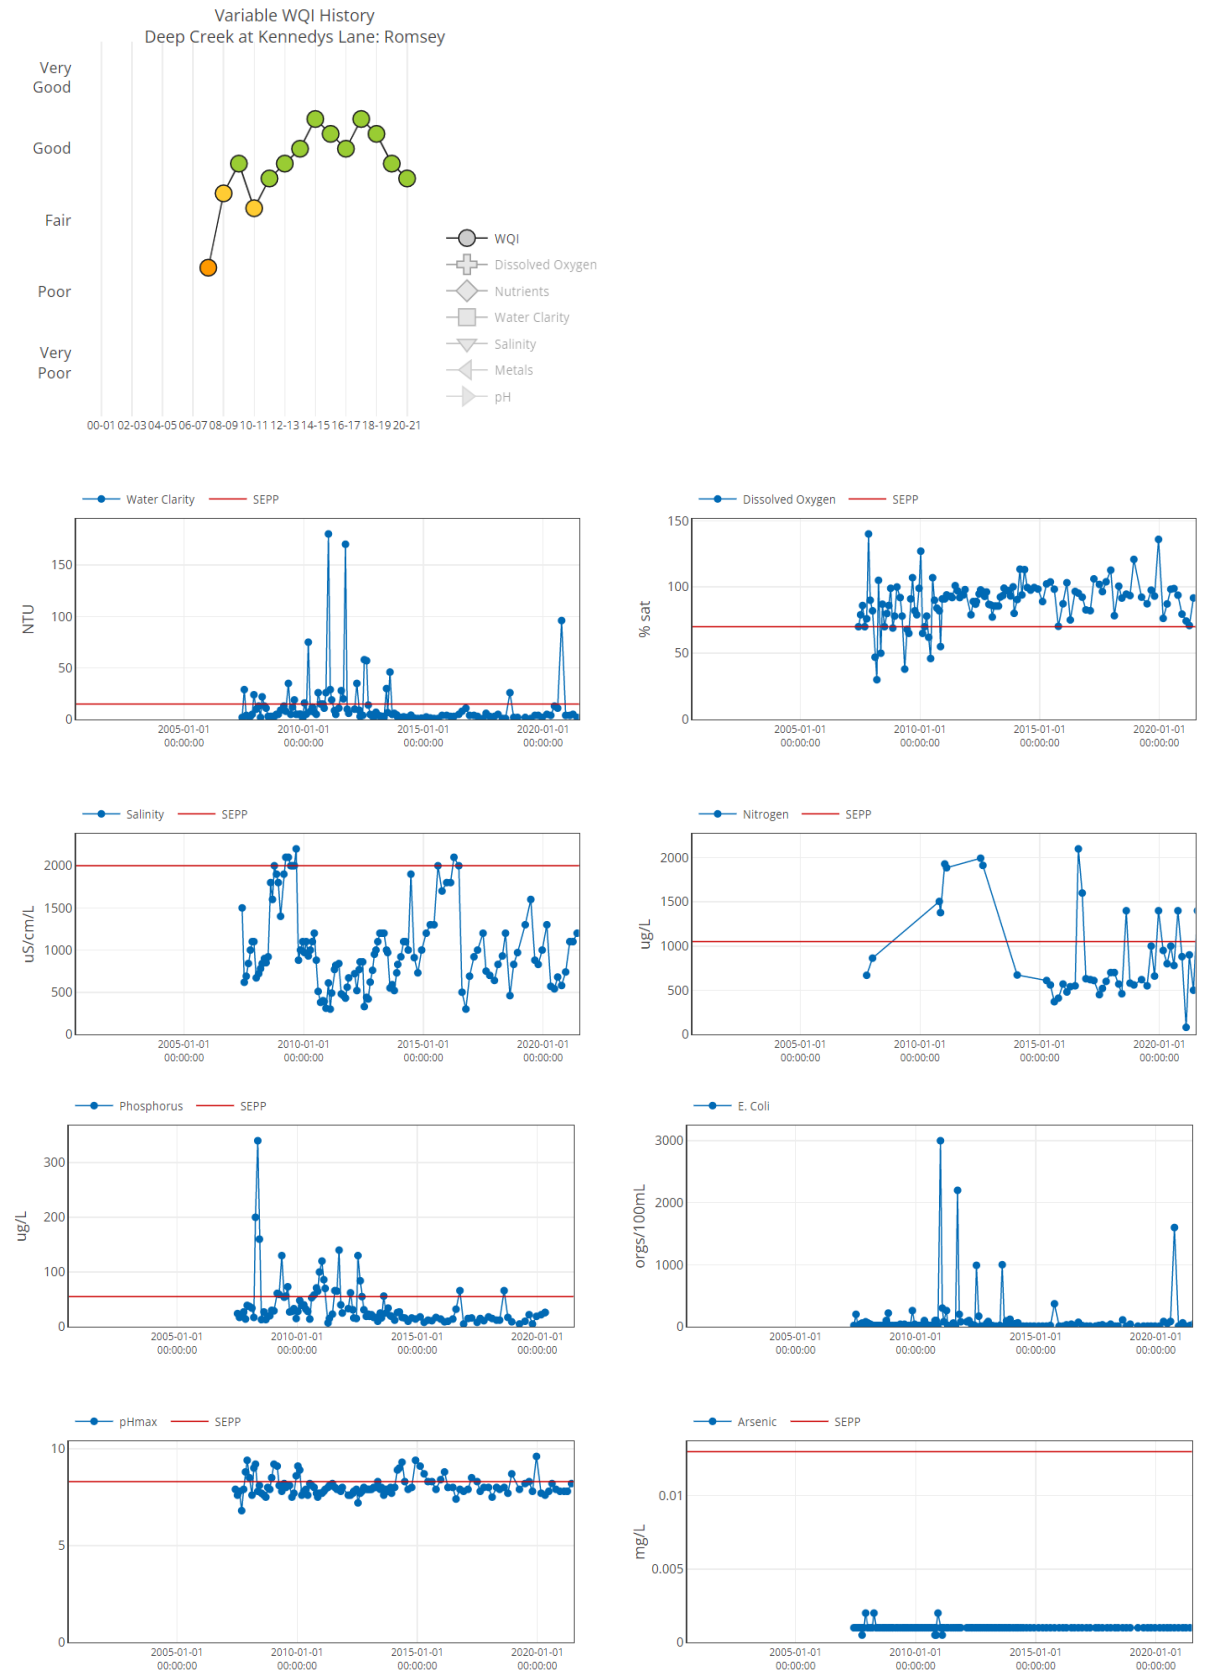 Variable WQI History
Deep Creek at Kennedys Lane: Romsey
Very
Good
Good
Fair
Poor
Very
Poor
WQI
Dissolved Oxygen
Nutrients
Water Clarity
Salinity
Metals
pH
00-01 02-03 04-05 06-07 08-09 10-11 12-13 14-15 16-17 18-19 20-21
Water Clarity SEPP
NTU
150
100
50
0
2005-01-01 2010-01-01 2015-01-01 2020-01-01
00:00:00 00:00:00 00:00:00 00:00:00
Dissolved Oxygen SEPP
% sat
150
100
50
0
2005-01-01 2010-01-01 2015-01-01 2020-01-01
00:00:00 00:00:00 00:00:00 00:00:00
Salinity SEPP
uS/cm/L
2000
1500
1000
500
0
2005-01-01 2010-01-01 2015-01-01 2020-01-01
00:00:00 00:00:00 00:00:00 00:00:00
Nitrogen SEPP
ug/L
2000
1500
1000
500
0
2005-01-01 2010-01-01 2015-01-01 2020-01-01
00:00:00 00:00:00 00:00:00 00:00:00
Phosphorus SEPP
ug/L
300
200
100
0
2005-01-01 2010-01-01 2015-01-01 2020-01-01
00:00:00 00:00:00 00:00:00 00:00:00
E. Coli
orgs/100mL
3000
2000
1000
0
2005-01-01 2010-01-01 2015-01-01 2020-01-01
00:00:00 00:00:00 00:00:00 00:00:00
pHmax SEPP
10
5
0
2005-01-01 2010-01-01 2015-01-01 2020-01-01
00:00:00 00:00:00 00:00:00 00:00:00
Arsenic SEPP
mg/L
0.01
0.005
0
2005-01-01 2010-01-01 2015-01-01 2020-01-01
00:00:00 00:00:00 00:00:00 00:00:00